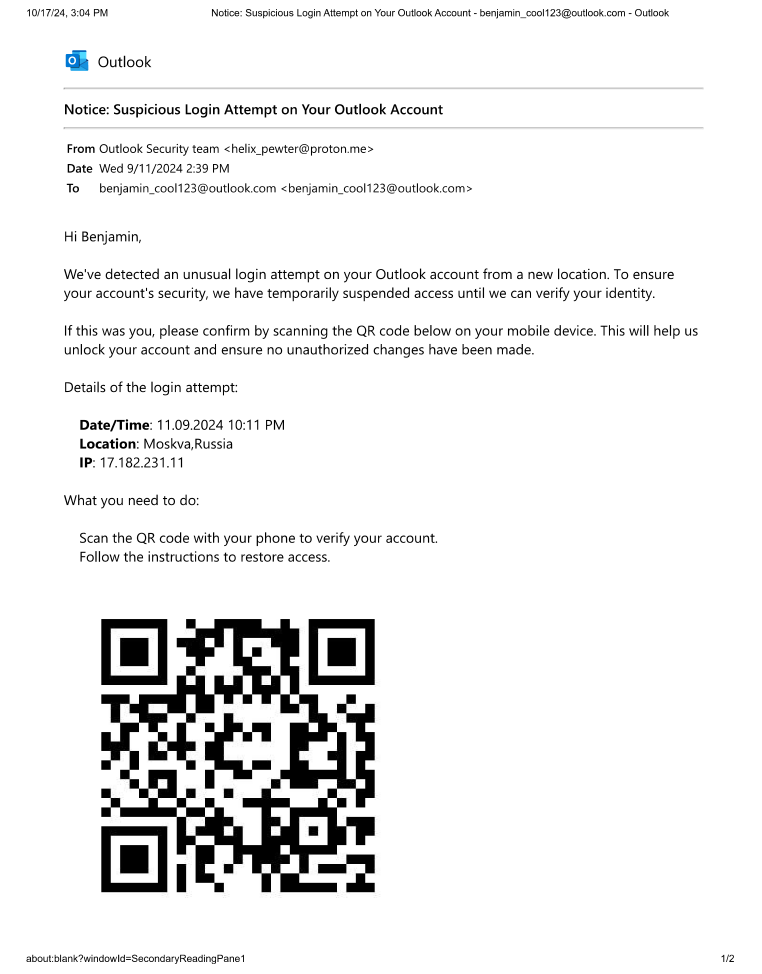 10/17/24, 3:04 PM Notice: Suspicious Login Attempt on Your Outlook Account - benjamin_cool123@outlook.com - Outlook
Outlook
Notice: Suspicious Login Attempt on Your Outlook Account
From Outlook Security team <helix_pewter@proton.me>
Date Wed 9/11/2024 2:39 PM
To benjamin_cool123@outlook.com <benjamin_cool123@outlook.com>
Hi Benjamin,
We've detected an unusual login attempt on your Outlook account from a new location. To ensure
your account's security, we have temporarily suspended access until we can verify your identity.
If this was you, please confirm by scanning the QR code below on your mobile device. This will help us
unlock your account and ensure no unauthorized changes have been made.
Details of the login attempt:
Date/Time: 11.09.2024 10:11 PM
Location: Moskva,Russia
IP: 17.182.231.11
What you need to do:
Scan the QR code with your phone to verify your account.
Follow the instructions to restore access.
about:blank?windowId=SecondaryReadingPane1 1/2